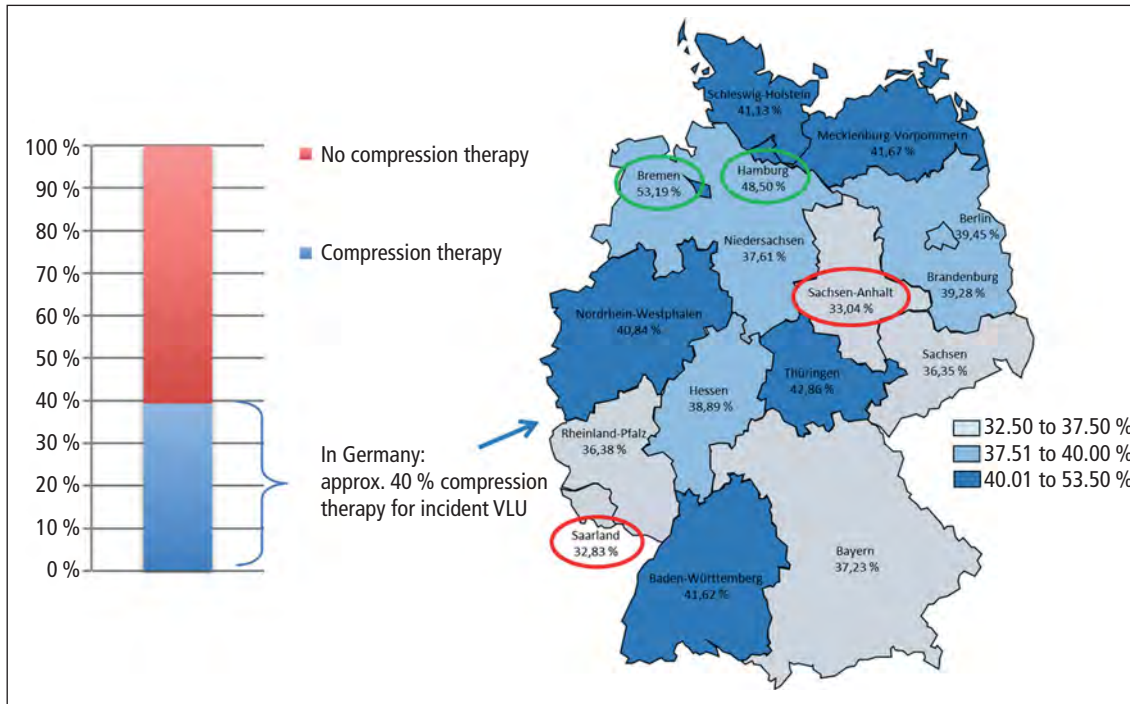 100 %
90 %
80 %
70 %
60 %
50 %
40 %
30 %
20 %
10 %
0 %
No compression therapy
Compression therapy
In Germany:
approx. 40 % compression
therapy for incident VLU
Schleswig-Holstein
41,13 %
Mecklenburg-Vorpommern
41,67 %
Bremen
53,19 %
Hamburg
48,50 %
Berlin
39,45 %
Niedersachsen
37,61 %
Brandenburg
39,28 %
Sachsen-Anhalt
33,04 %
Nordrhein-Westphalen
40,84 %
Sachsen
36,35 %
Thüringen
42,86 %
Hessen
38,89 %
Rheinland-Pfalz
36,38 %
Saarland
32,83 %
Bayern
37,23 %
Baden-Württemberg
41,62 %
32.50 to 37.50 %
37.51 to 40.00 %
40.01 to 53.50 %